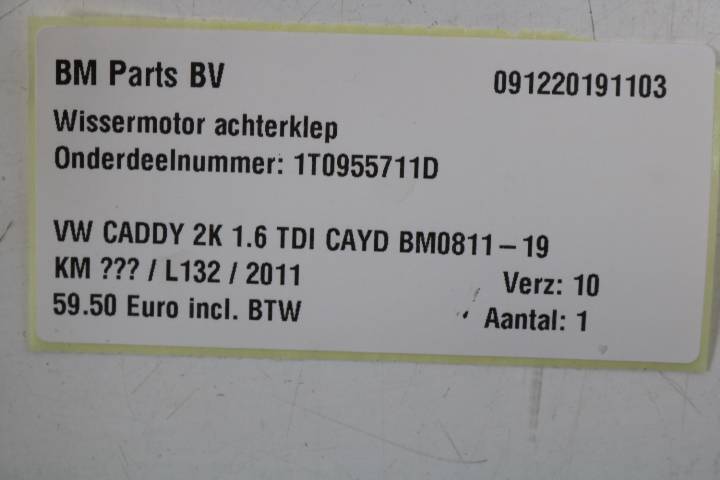 BM Parts BV 091220191103
Wissermotor achterklep
Onderdeelnummer: 1T0955711D
VW CADDY 2K 1.6 TDI CAYD BM0811-19
KM ??? / L132 / 2011 Verz: 10
59.50 Euro incl. BTW Aantal: 1